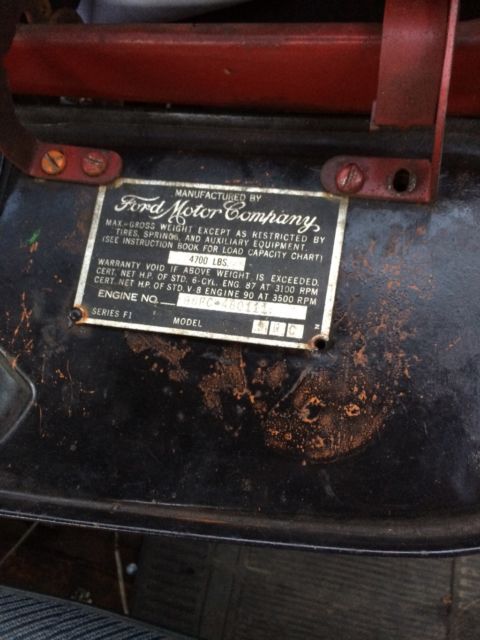 MANUFACTURED BY
Ford Motor Company
MAX. GROSS WEIGHT EXCEPT AS RESTRICTED BY
TIRES, SPRINGS, AND AUXILIARY EQUIPMENT.
(SEE INSTRUCTION BOOK FOR LOAD CAPACITY CHART)
4700 LBS.
WARRANTY VOID IF ABOVE WEIGHT IS EXCEEDED.
CERT. NET H.P. OF STD. 6-CYL. ENG. 87 AT 3100 RPM
CERT. NET H.P. OF STD. V-8 ENGINE 90 AT 3500 RPM
ENGINE NO.
SERIES F1 MODEL